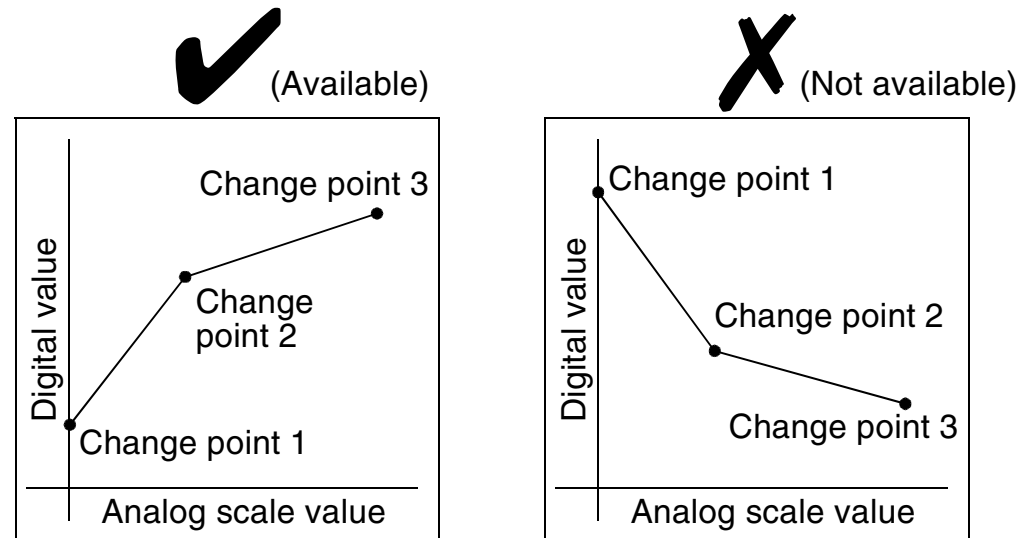 (Available)
Change point 3
Change
point 2
Change point 1
Digital value
Analog scale value
(Not available)
Change point 1
Change point 2
Change point 3
Digital value
Analog scale value